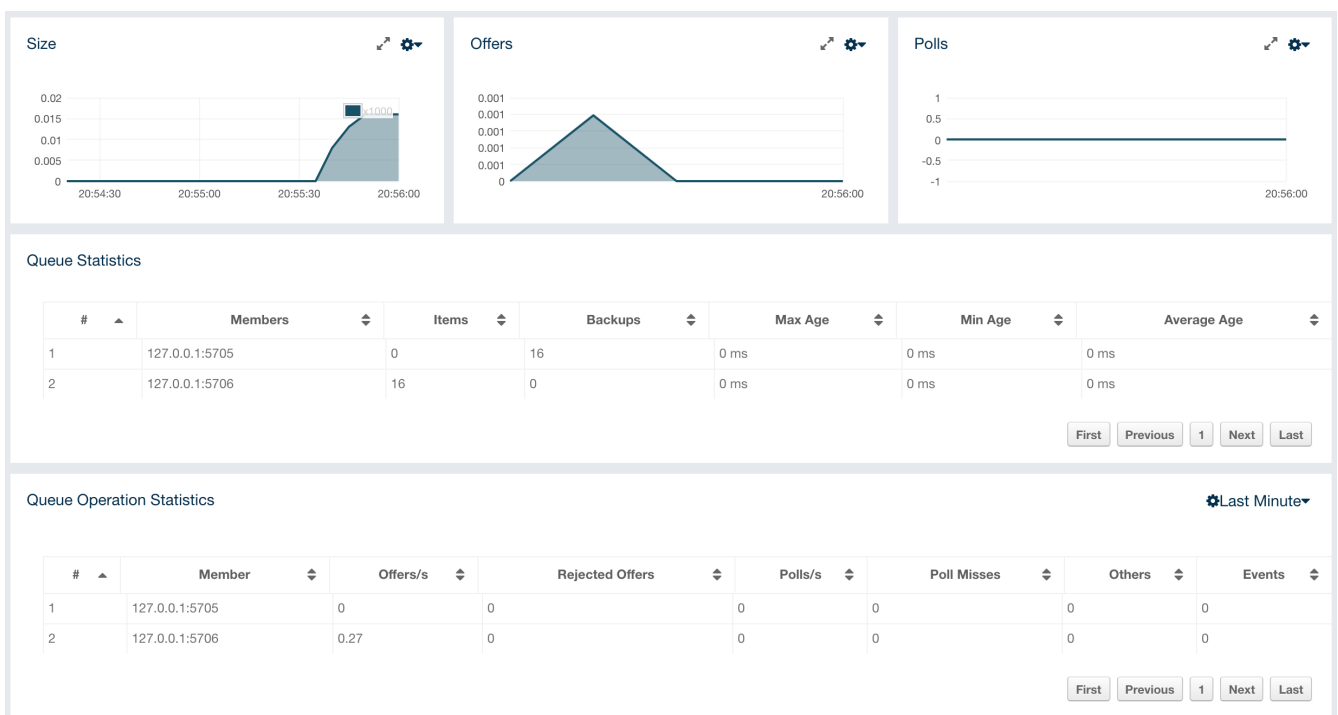 Size
0.02
0.015
0.01
0.005
0
x1000
20:54:30 20:55:00 20:55:30 20:56:00
Offers
0.001
0.001
0.001
0.001
0.001
0
20:56:00
Polls
1
0.5
0
-0.5
-1
20:56:00
Queue Statistics
# Members Items Backups Max Age Min Age Average Age
1 127.0.0.1:5705 0 16 0 ms 0 ms 0 ms
2 127.0.0.1:5706 16 0 0 ms 0 ms 0 ms
First Previous 1 Next Last
Queue Operation Statistics Last Minute
# Member Offers/s Rejected Offers Polls/s Poll Misses Others Events
1 127.0.0.1:5705 0 0 0 0 0 0
2 127.0.0.1:5706 0.27 0 0 0 0 0
First Previous 1 Next Last